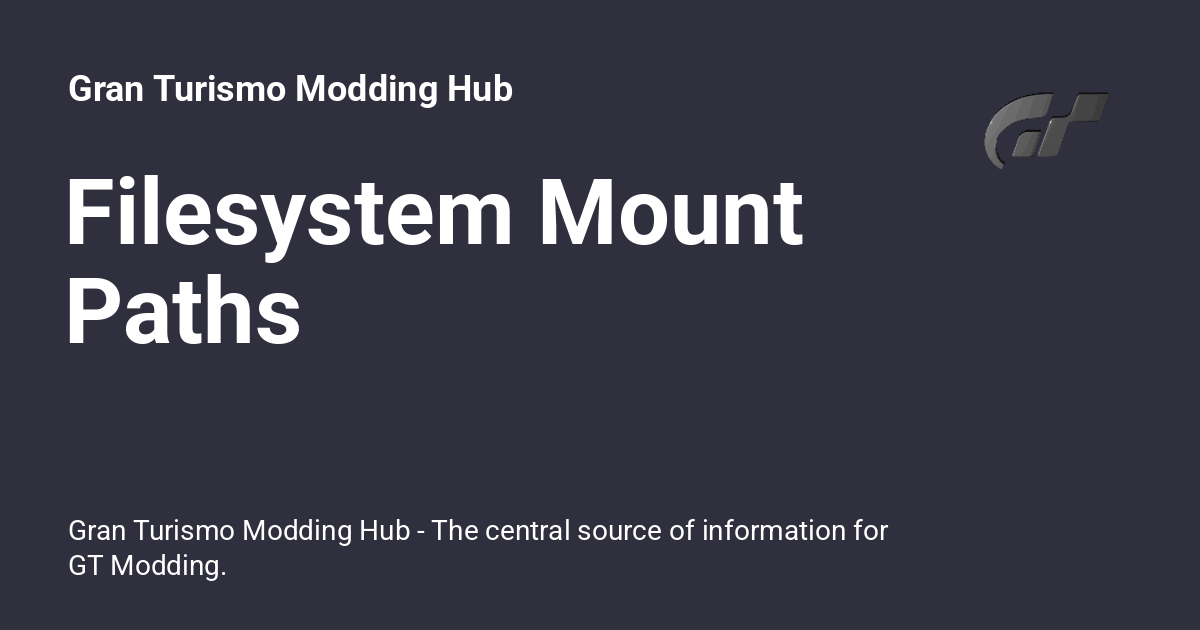 Gran Turismo Modding Hub
Filesystem Mount
Paths
Gran Turismo Modding Hub - The central source of information for
GT Modding.